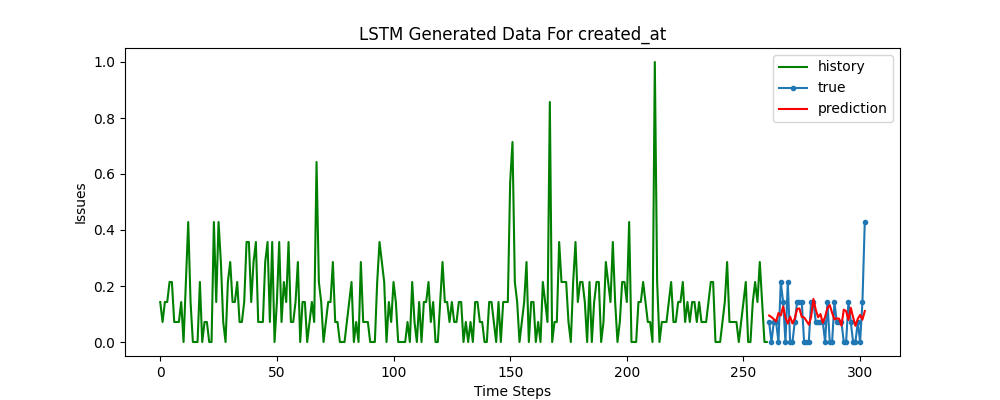 LSTM Generated Data For created_at
1.0
0.8
0.6
0.4
0.2
0.0
Issues
0
50
100
150
200
250
300
Time Steps
history
true
prediction